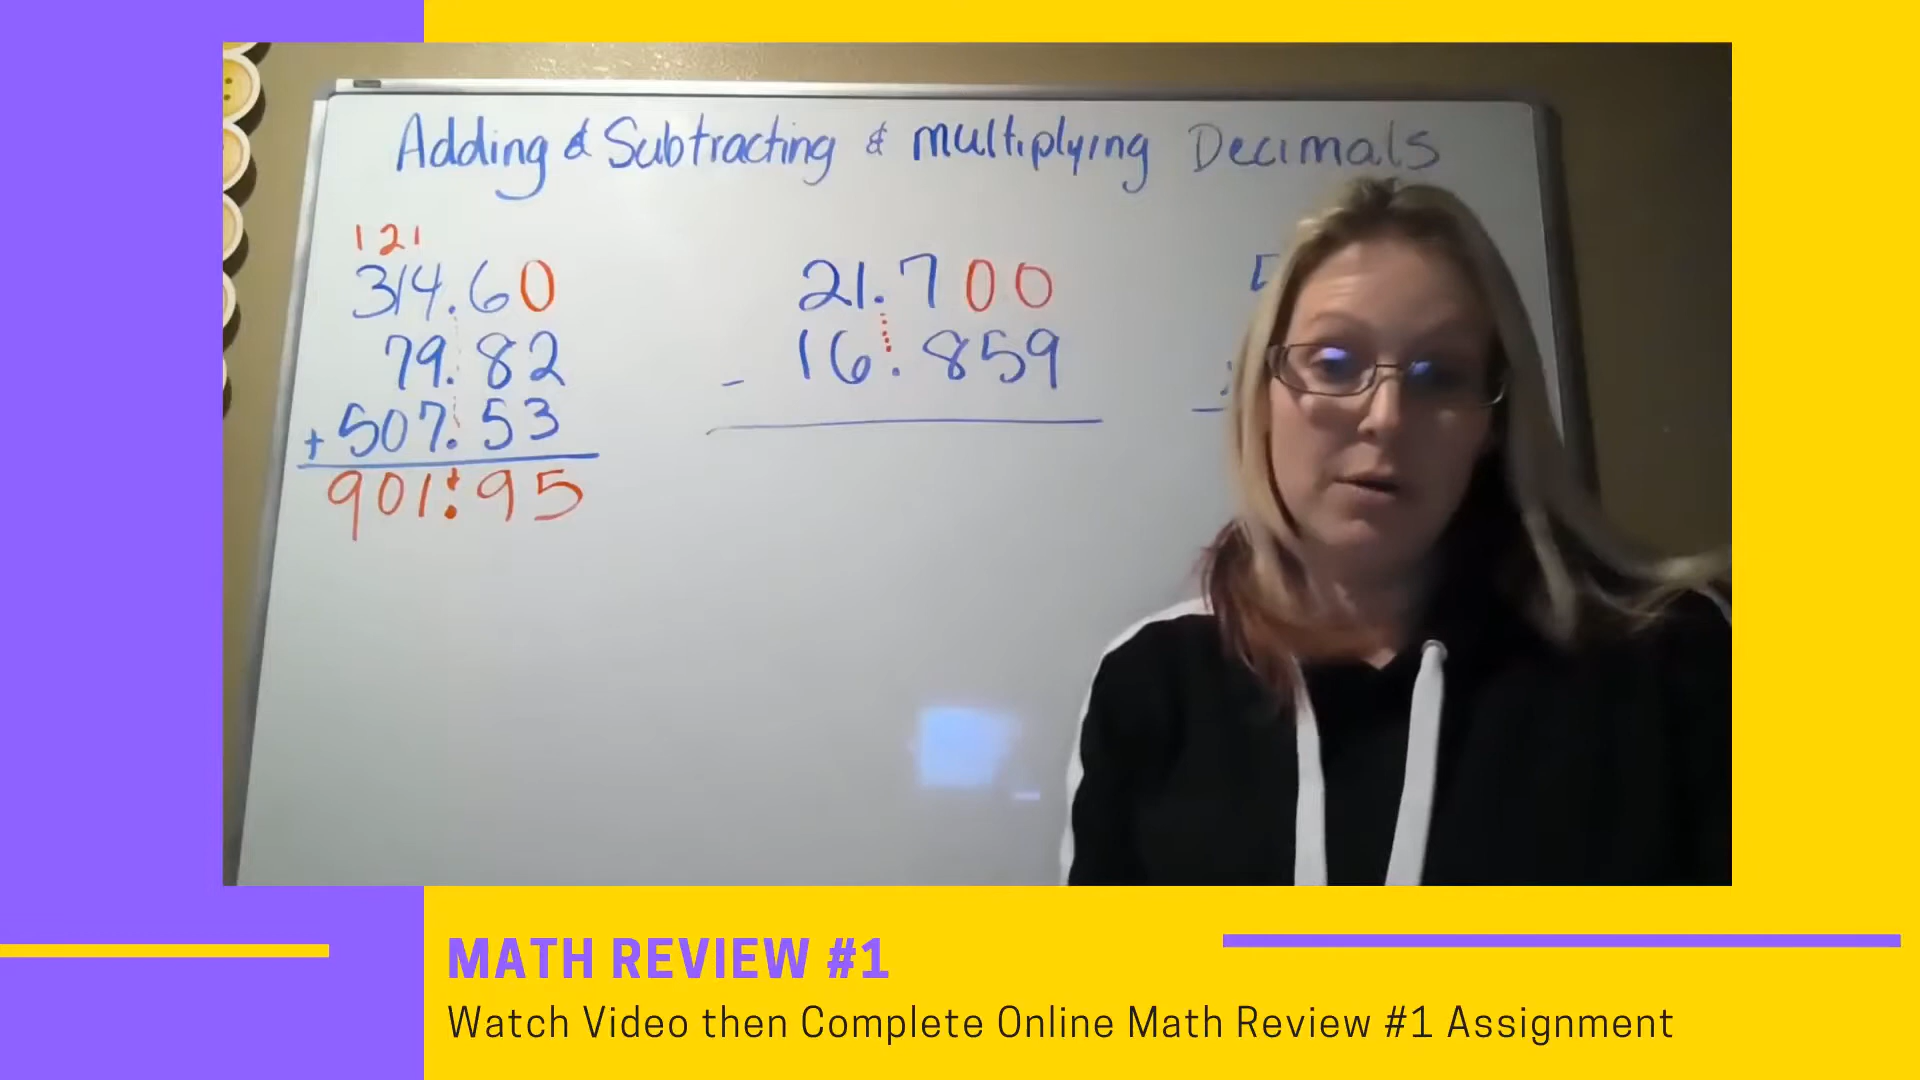 Adding & Subtracting & multiplying Decimals
121
314.60
79.82
+ 507.53
901.95
21.700
- 16.859
MATH REVIEW #1
Watch Video then Complete Online Math Review #1 Assignment